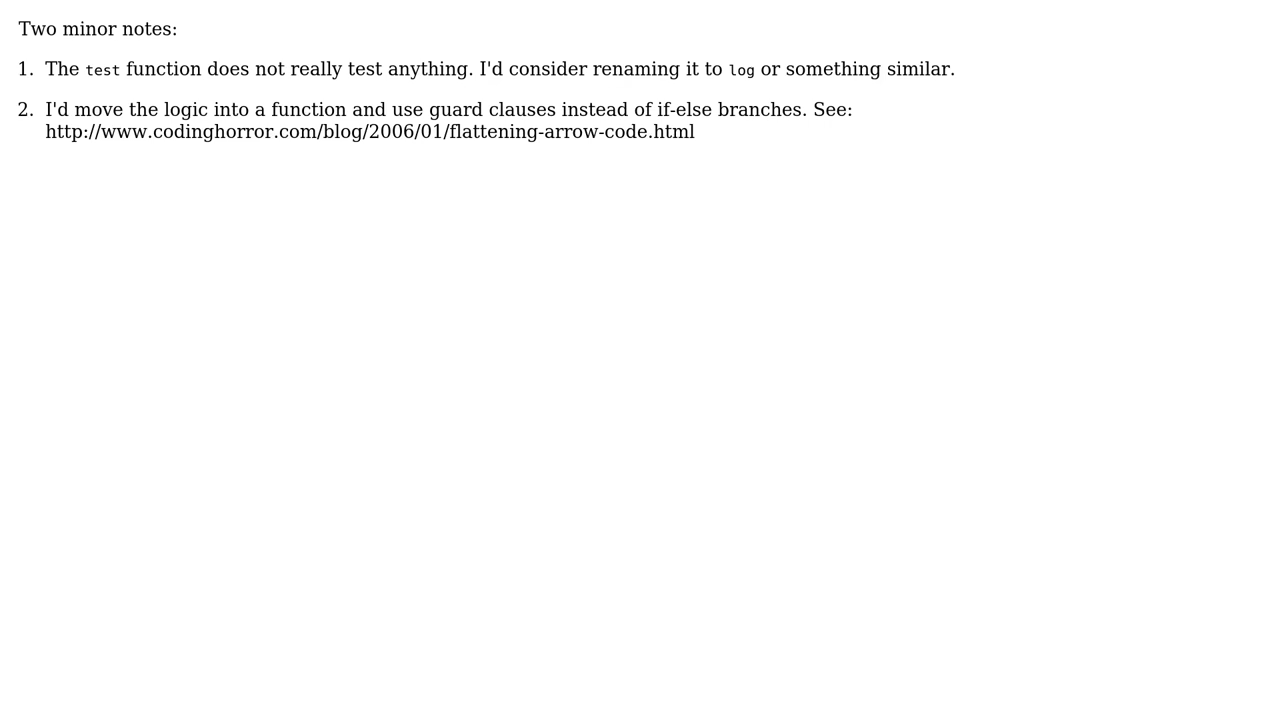 Two minor notes:
1. The test function does not really test anything. I'd consider renaming it to log or something similar.
2. I'd move the logic into a function and use guard clauses instead of if-else branches. See:
http://www.codinghorror.com/blog/2006/01/flattening-arrow-code.html